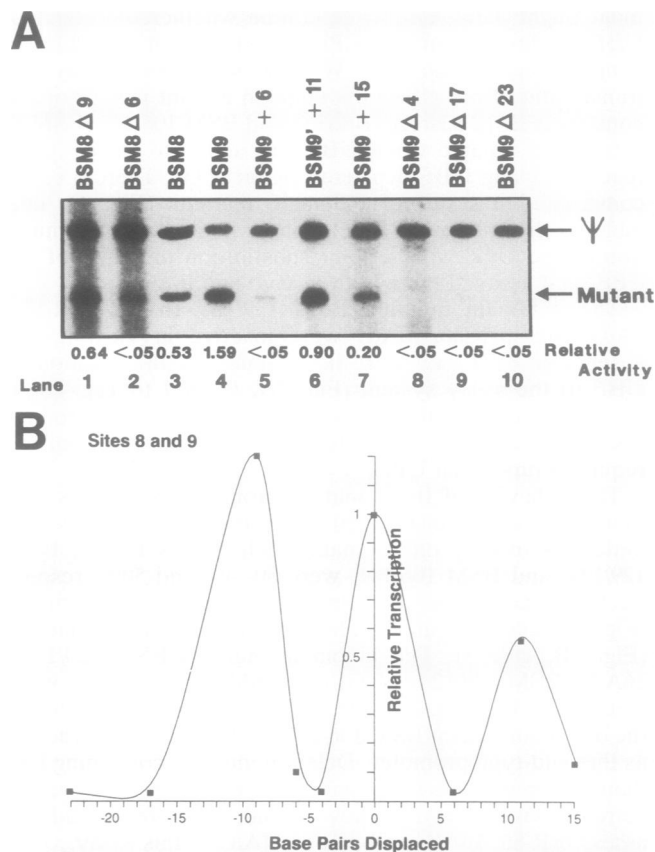 A
BSM8 Δ 9
BSM8 Δ 6
BSM8
BSM9
BSM9 + 6
BSM9' + 11
BSM9 + 15
BSM9 Δ 4
BSM9 Δ 17
BSM9 Δ 23
Ψ
Mutant
0.64 <.05 0.53 1.59 <.05 0.90 0.20 <.05 <.05 <.05 Relative
Activity
Lane 1 2 3 4 5 6 7 8 9 10
B
Sites 8 and 9
1
0.5
Relative Transcription
-20 -15 -10 -5 0 5 10 15
Base Pairs Displaced